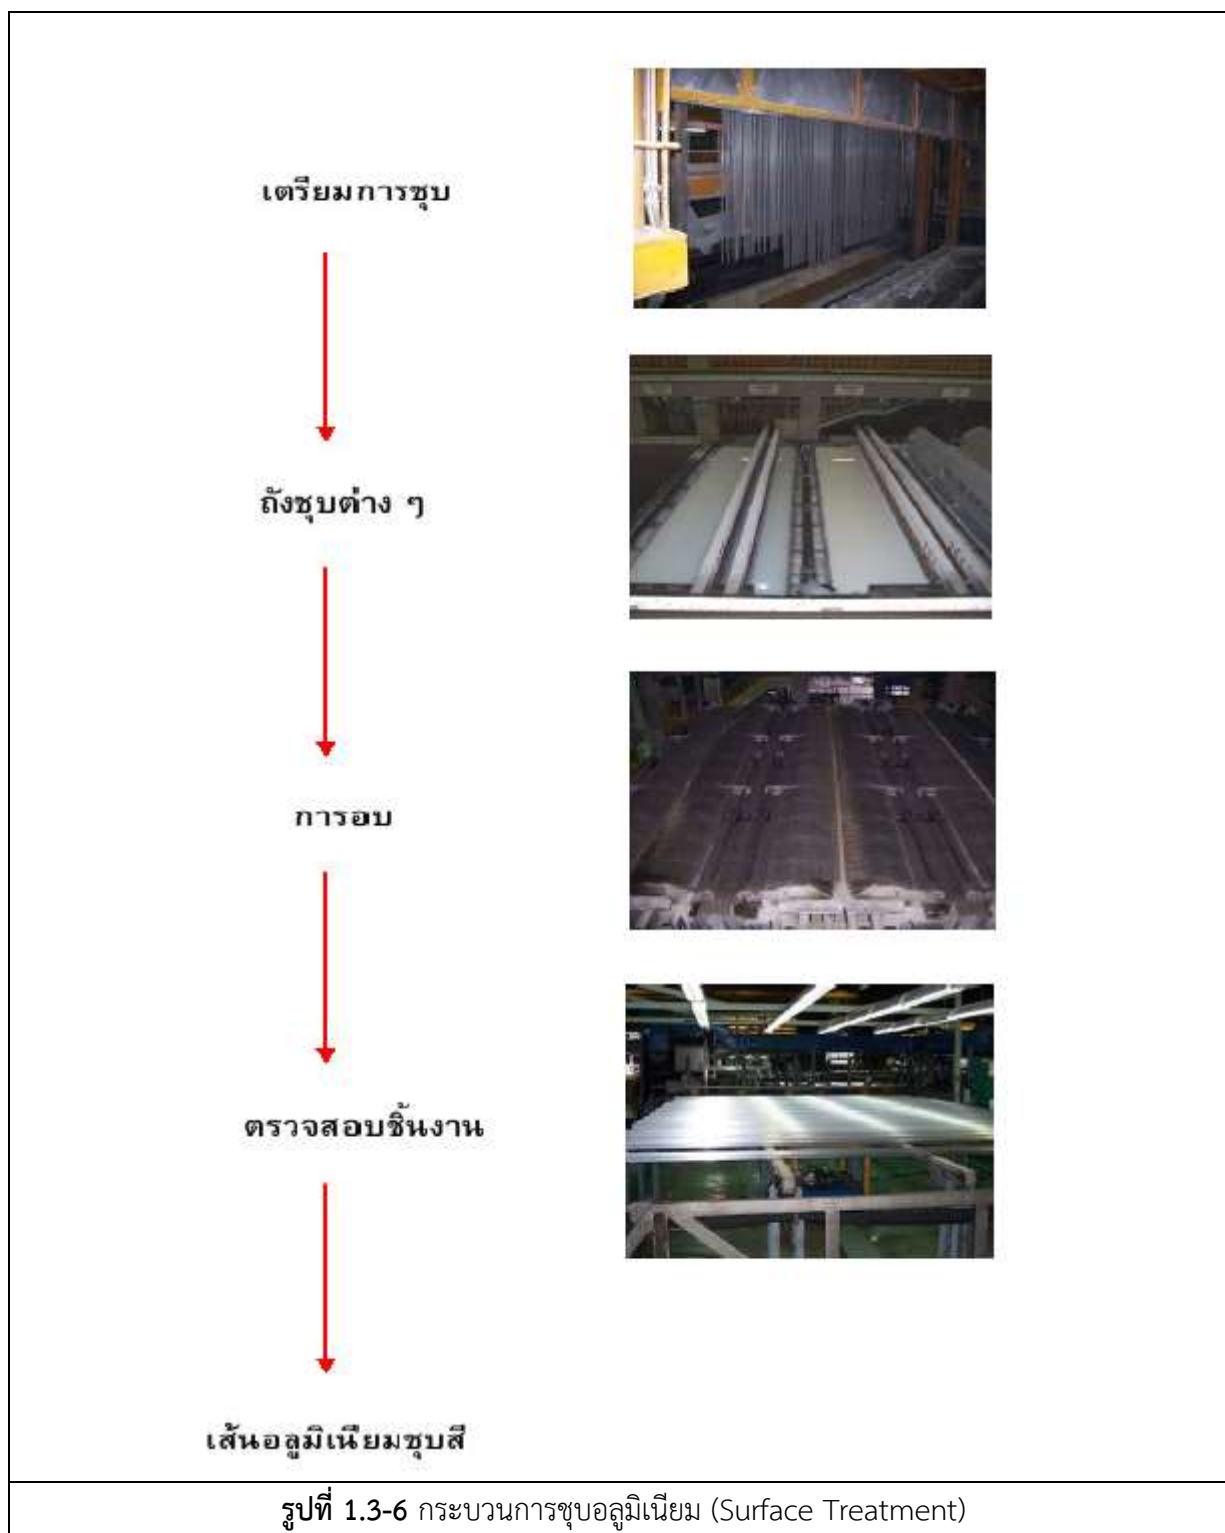 เตรียมการชุบ
ถังชุบต่าง ๆ
การอบ
ตรวจสอบชิ้นงาน
เส้นอลูมิเนียมชุบสี
รูปที่ 1.3-6 กระบวนการชุบอลูมิเนียม (Surface Treatment)